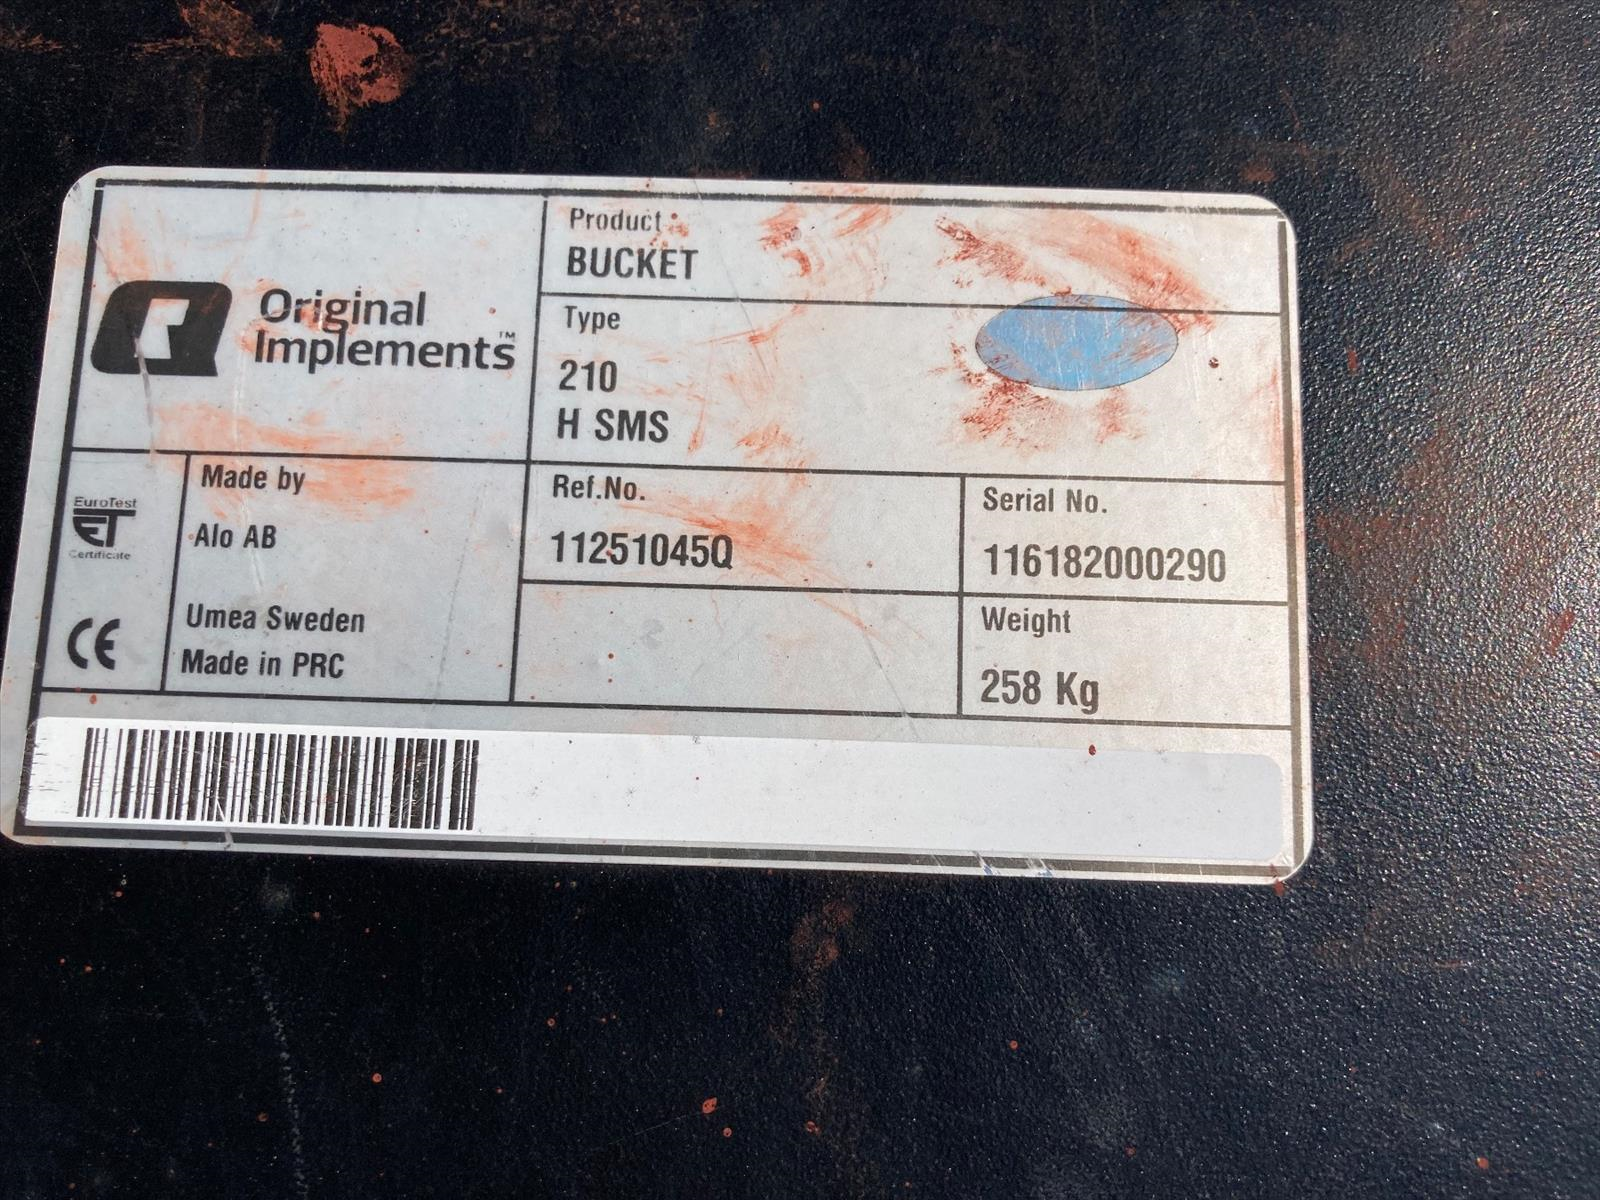 Original
Implements™
Product
BUCKET
Type
210
H SMS
EuroTest
ET
Certificate
CE
Made by
Alo AB
Umea Sweden
Made in PRC
Ref.No.
11251045Q
Serial No.
116182000290
Weight
258 Kg